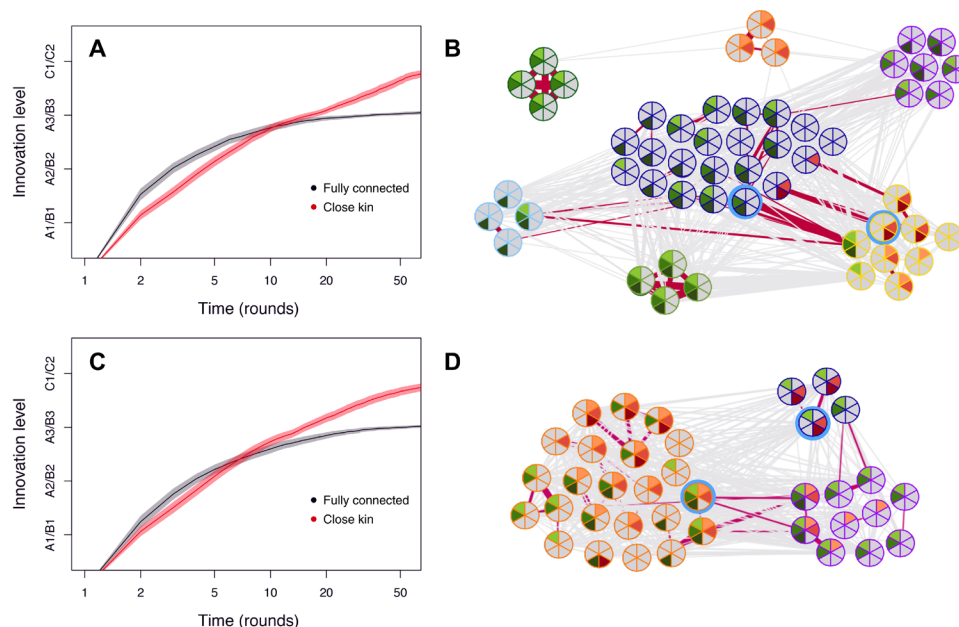 A
Innovation level
C1/C2
A3/B3
A2/B2
A1/B1
Fully connected
Close kin
1
2
5
10
20
50
Time (rounds)
B
C
Innovation level
C1/C2
A3/B3
A2/B2
A1/B1
Fully connected
Close kin
1
2
5
10
20
50
Time (rounds)
D